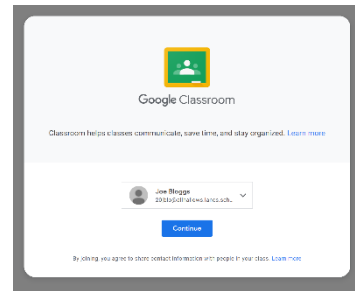 Google Classroom
Classroom helps classes communicate, save time, and stay organized. Learn more
Joe Bloggs
Continue
By joining, you agree to share contact information with people in your class. Learn more